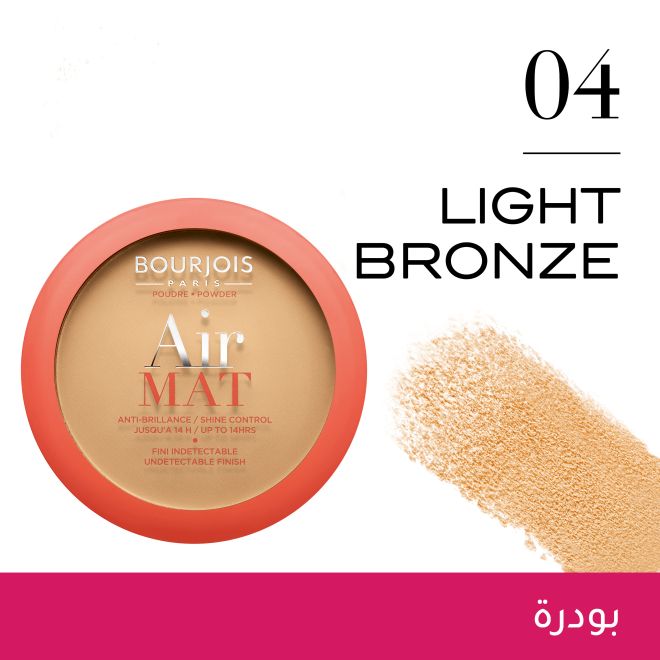 04
LIGHT
BRONZE
BOURJOIS
PARIS
POUDRE • POWDER
Air
MAT
ANTI-BRILLANCE / SHINE CONTROL
JUSQU'A 14 H / UP TO 14HRS
•
FINI INDETECTABLE
UNDETECTABLE FINISH
بودرة